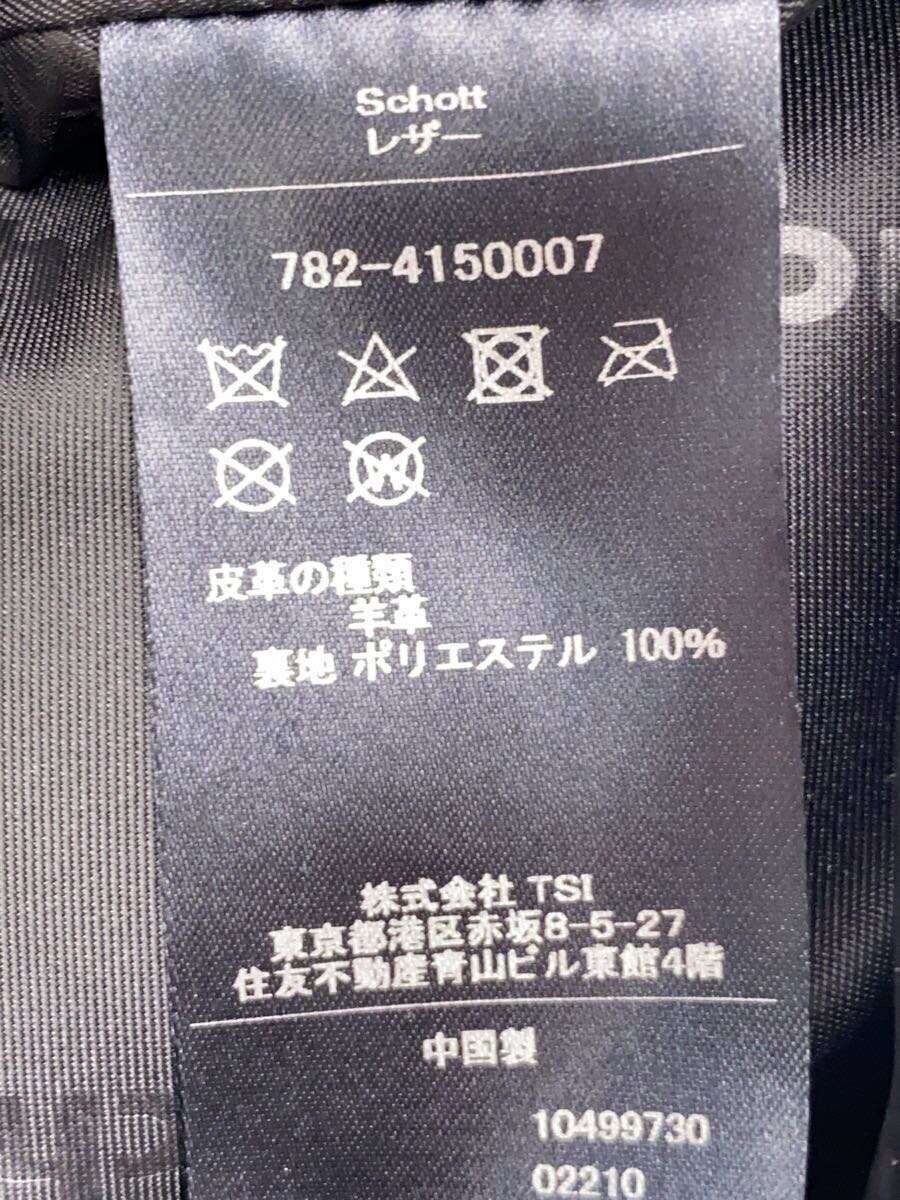 Schott
レザー
782-4150007
皮革の種類
羊革
裏地 ポリエステル 100%
株式会社 TSI
東京都港区赤坂8-5-27
住友不動産青山ビル東館4階
中国製
10499730
02210